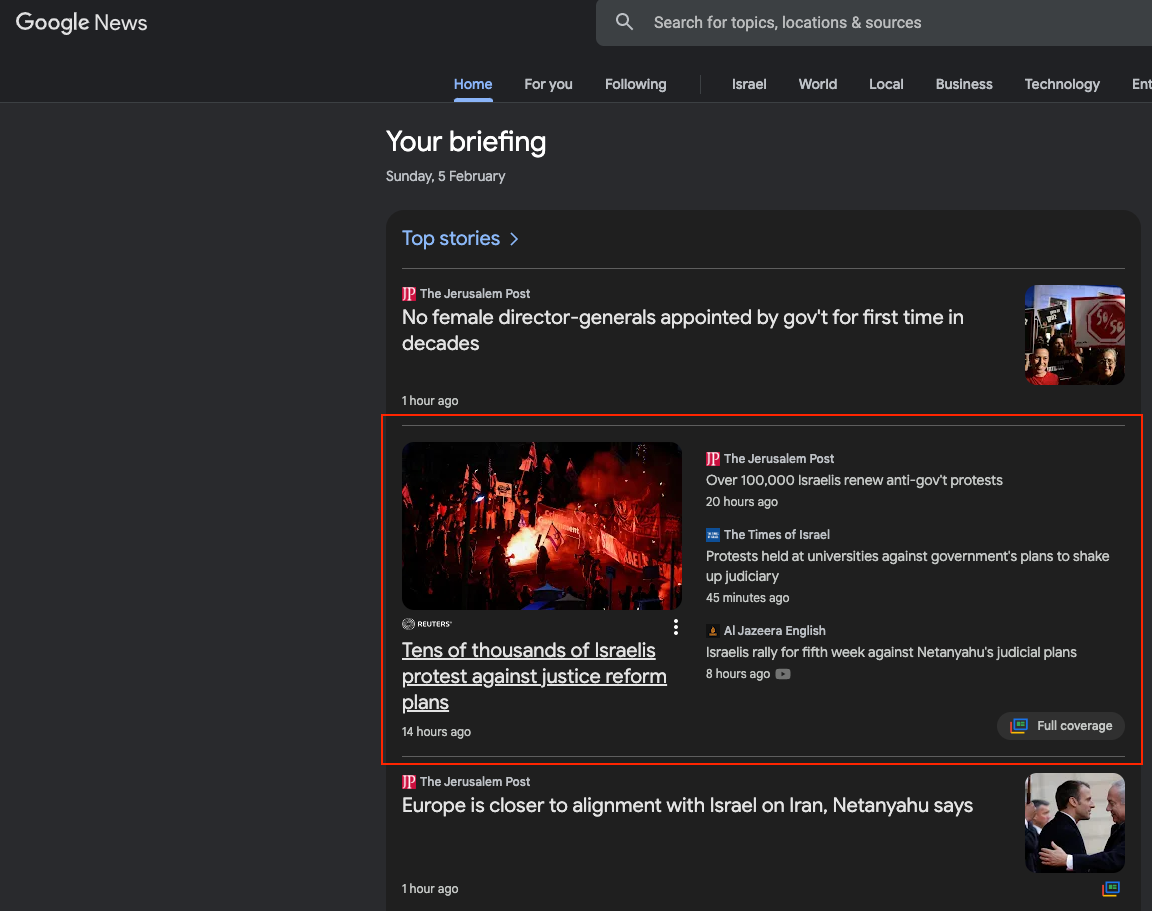 Google News
Search for topics, locations & sources
Home For you Following Israel World Local Business Technology Ent
Your briefing
Sunday, 5 February
Top stories
JP The Jerusalem Post
No female director-generals appointed by gov't for first time in
decades
50/50
1 hour ago
REUTERS
Tens of thousands of Israelis
protest against justice reform
plans
14 hours ago
JP The Jerusalem Post
Over 100,000 Israelis renew anti-gov't protests
20 hours ago
The Times of Israel
Protests held at universities against government's plans to shake
up judiciary
45 minutes ago
Al Jazeera English
Israelis rally for fifth week against Netanyahu's judicial plans
8 hours ago
Full coverage
JP The Jerusalem Post
Europe is closer to alignment with Israel on Iran, Netanyahu says
1 hour ago